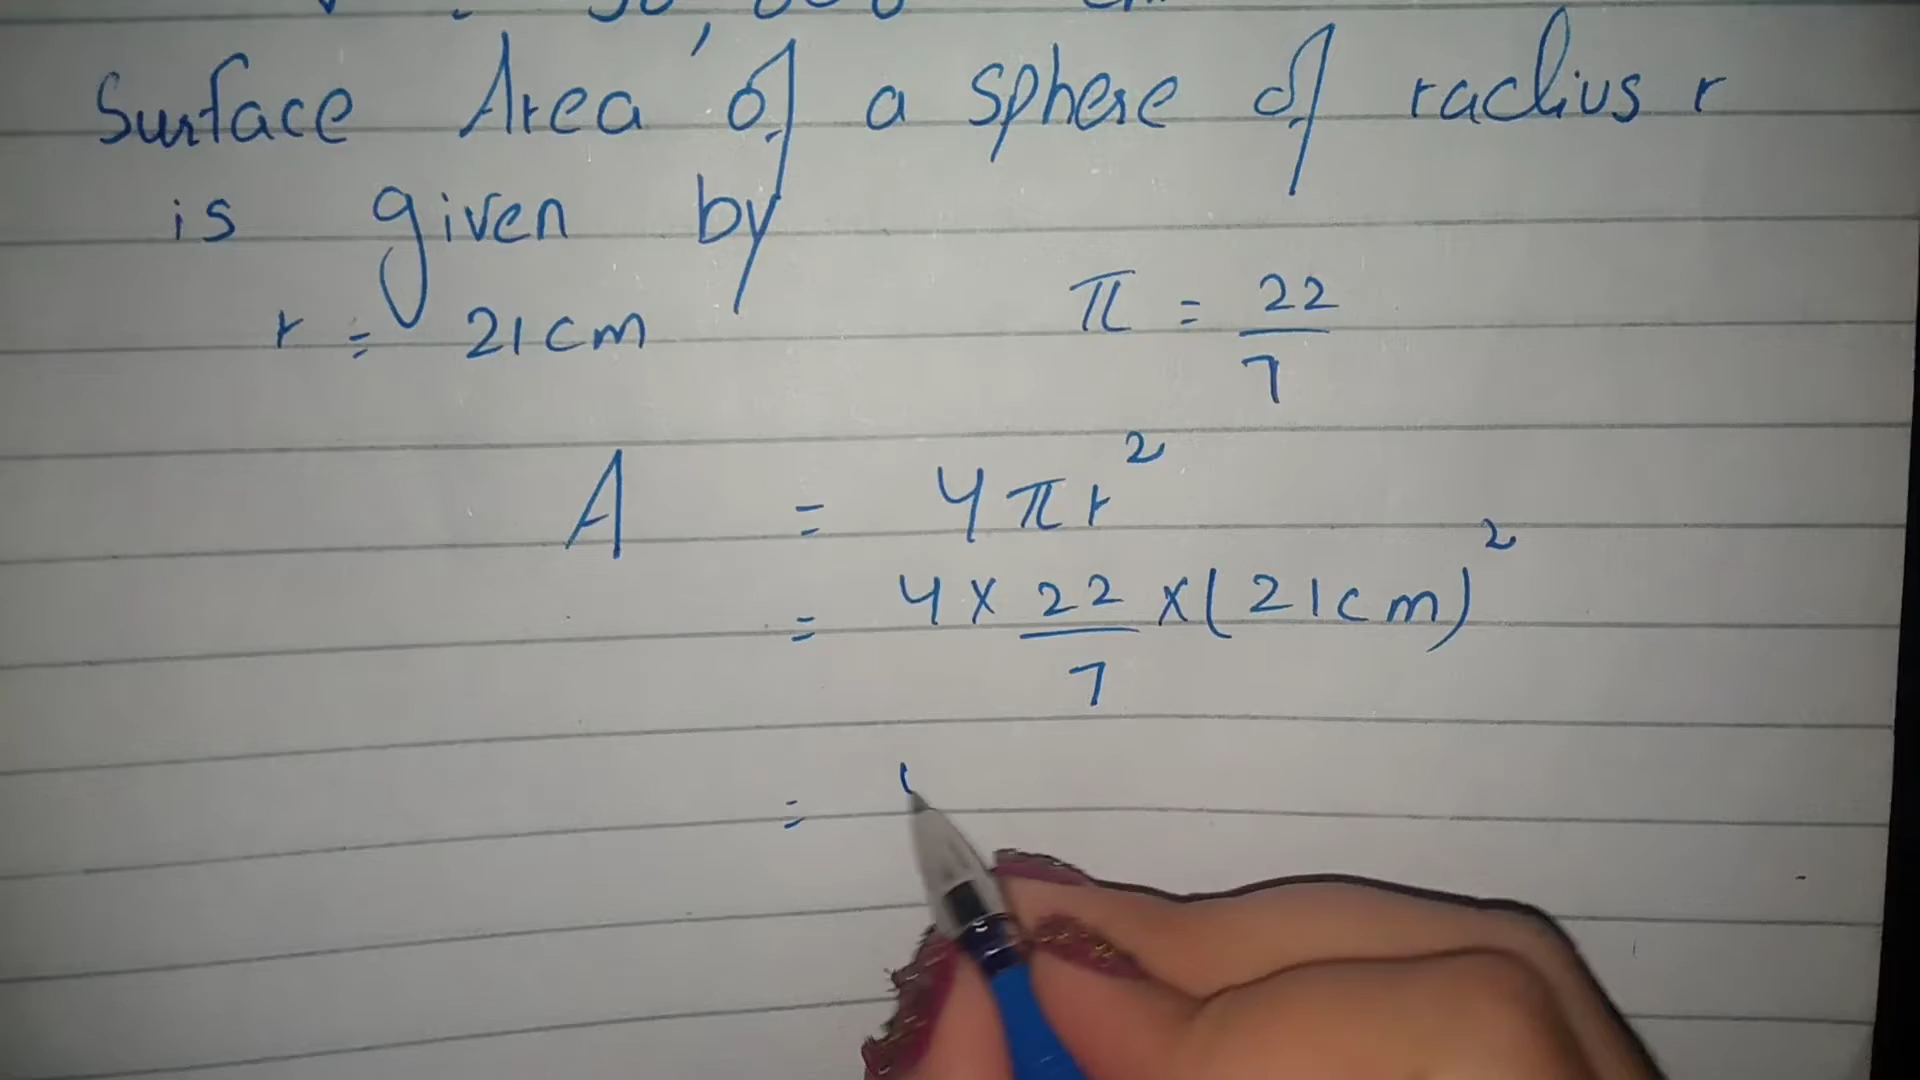 Surface Area of a sphere of radius r
is given by
r = 21cm π = 22/7
A = 4πr²
= 4 × 22/7 × (21cm)²
=